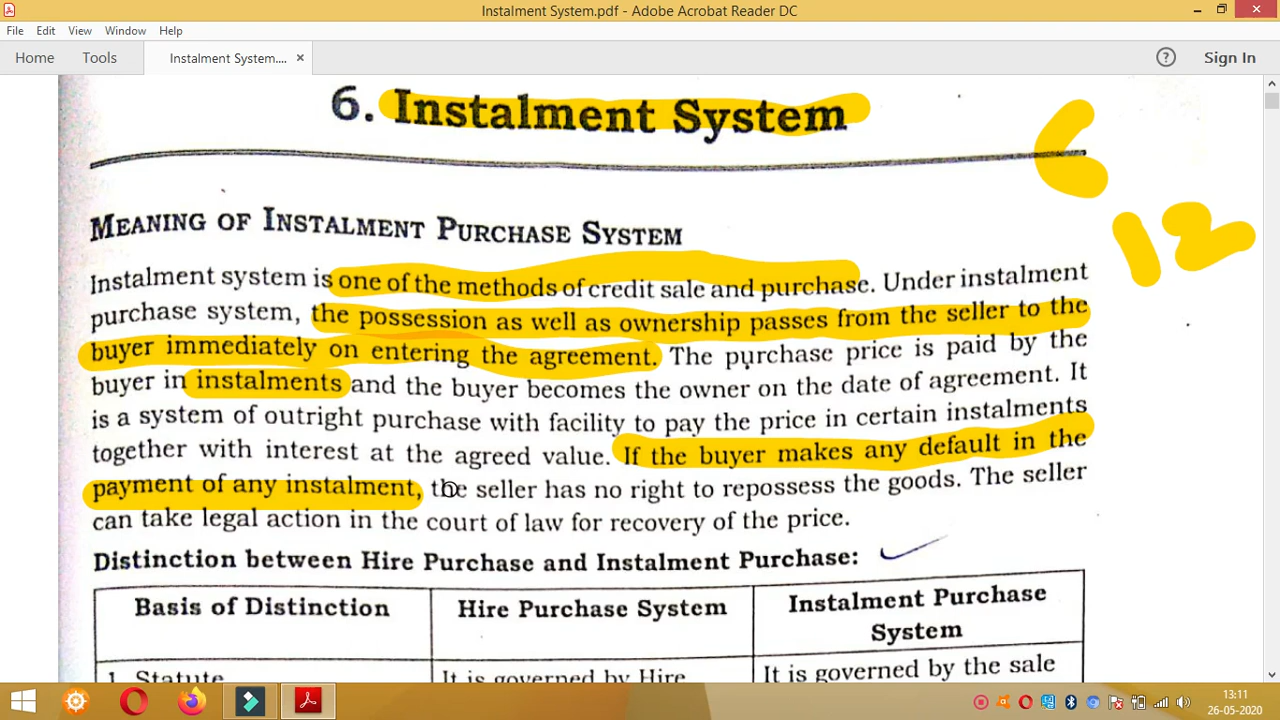 Instalment System.pdf - Adobe Acrobat Reader DC
File Edit View Window Help
Home Tools Instalment System.... × ? Sign In
6. Instalment System
6
12
MEANING OF INSTALMENT PURCHASE SYSTEM
Instalment system is one of the methods of credit sale and purchase. Under instalment
purchase system, the possession as well as ownership passes from the seller to the
buyer immediately on entering the agreement. The purchase price is paid by the
buyer in instalments and the buyer becomes the owner on the date of agreement. It
is a system of outright purchase with facility to pay the price in certain instalments
together with interest at the agreed value. If the buyer makes any default in the
payment of any instalment, the seller has no right to repossess the goods. The seller
can take legal action in the court of law for recovery of the price.
Distinction between Hire Purchase and Instalment Purchase:
Basis of Distinction Hire Purchase System Instalment Purchase
System
1. Statute It is governed by Hire It is governed by the sale
13:11
26-05-2020